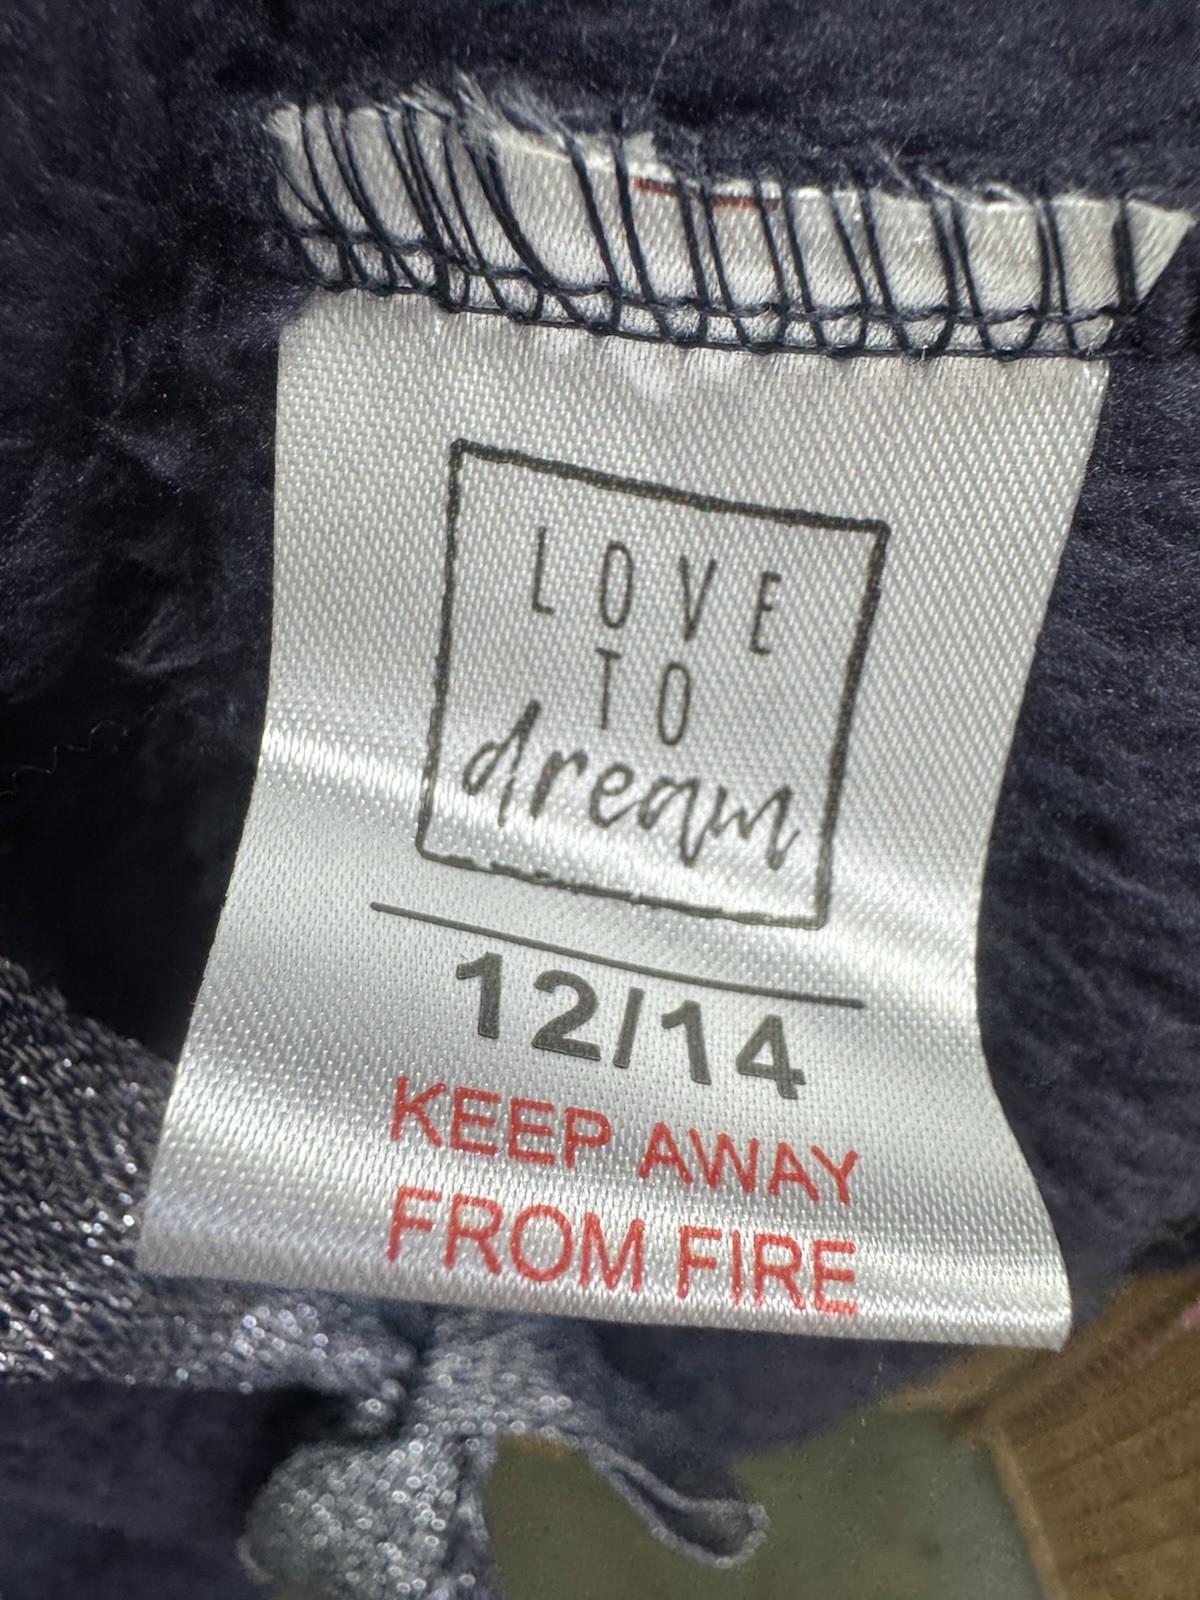 LOVE
TO
dream
12/14
KEEP AWAY
FROM FIRE